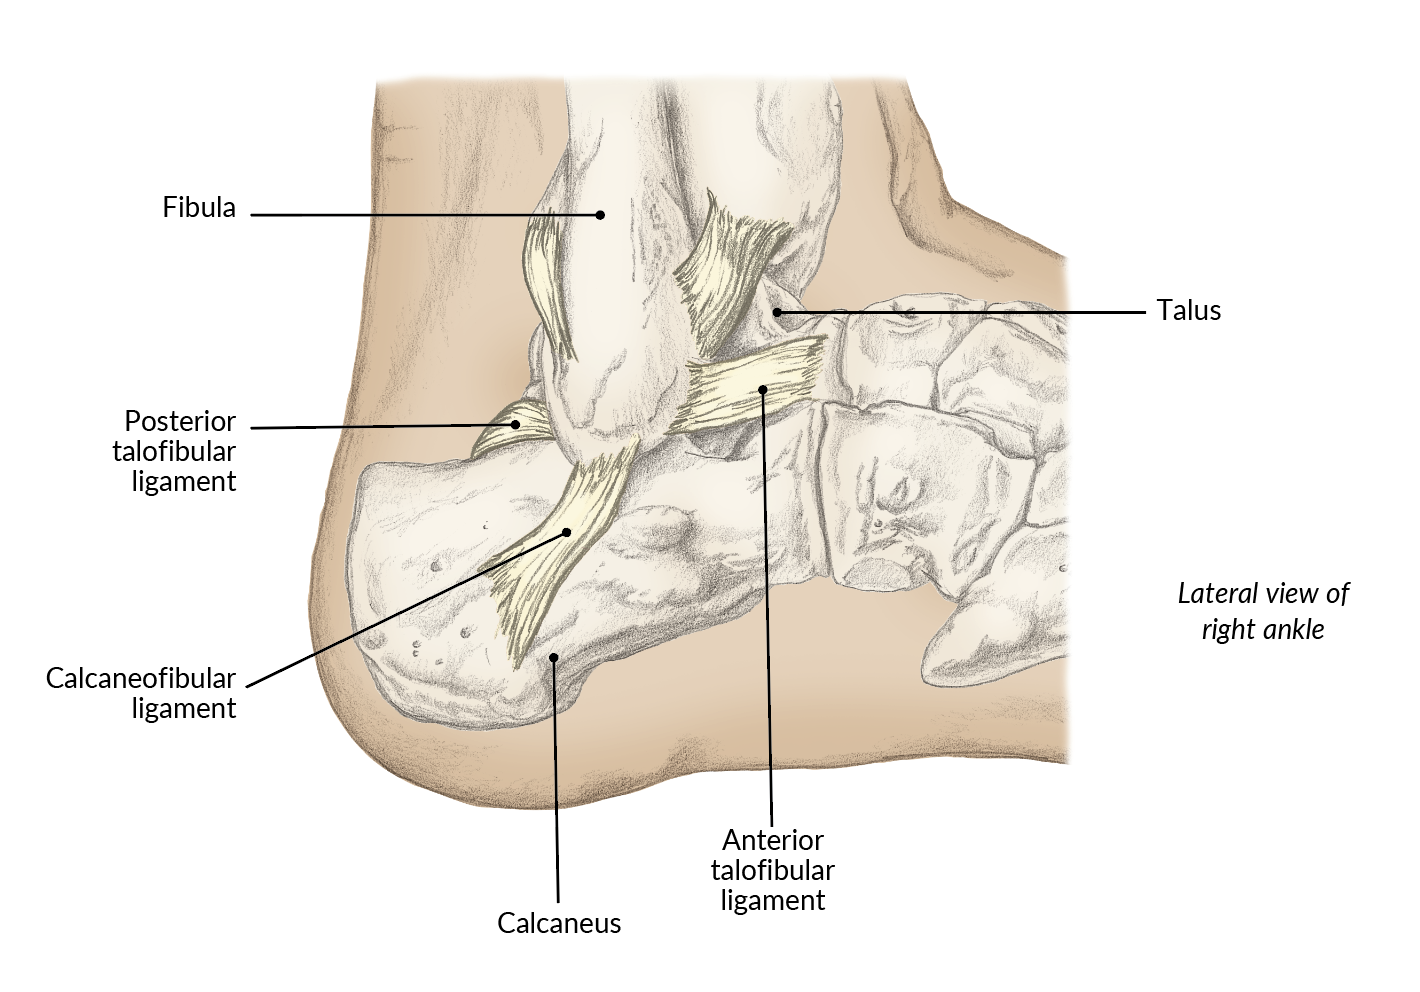 Fibula
Talus
Posterior
talofibular
ligament
Lateral view of
right ankle
Calcaneofibular
ligament
Anterior
talofibular
ligament
Calcaneus